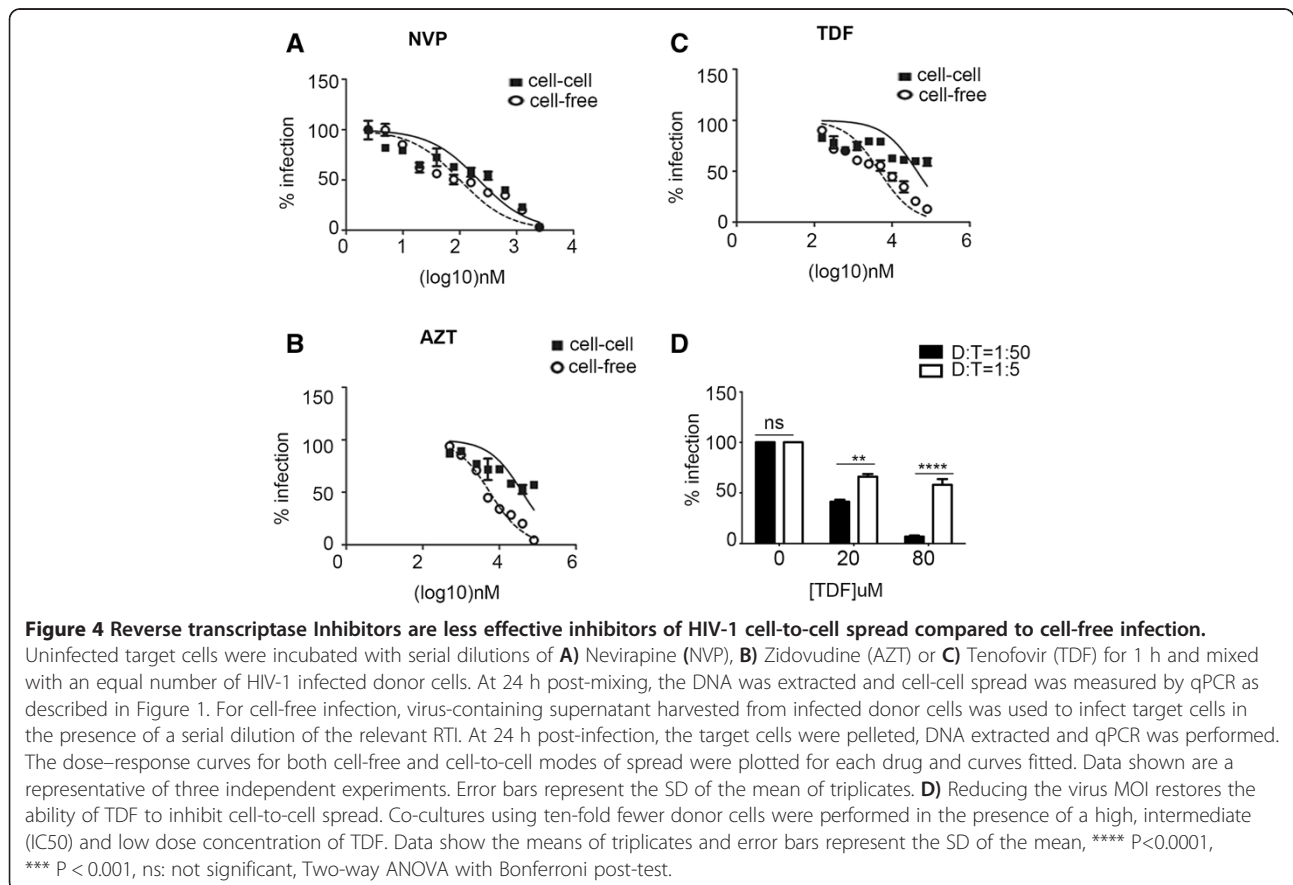 A
NVP
150
100
50
0
% infection
cell-cell
cell-free
0 1 2 3 4
(log10)nM
C
TDF
150
100
50
0
% infection
cell-cell
cell-free
0 2 4 6
(log10)nM
B
AZT
150
100
50
0
% infection
cell-cell
cell-free
0 2 4 6
(log10)nM
D
D:T=1:50
D:T=1:5
150
100
50
0
% infection
ns
**
****
0 20 80
[TDF]uM
Figure 4 Reverse transcriptase Inhibitors are less effective inhibitors of HIV-1 cell-to-cell spread compared to cell-free infection.
Uninfected target cells were incubated with serial dilutions of A) Nevirapine (NVP), B) Zidovudine (AZT) or C) Tenofovir (TDF) for 1 h and mixed
with an equal number of HIV-1 infected donor cells. At 24 h post-mixing, the DNA was extracted and cell-cell spread was measured by qPCR as
described in Figure 1. For cell-free infection, virus-containing supernatant harvested from infected donor cells was used to infect target cells in
the presence of a serial dilution of the relevant RTI. At 24 h post-infection, the target cells were pelleted, DNA extracted and qPCR was performed.
The dose–response curves for both cell-free and cell-to-cell modes of spread were plotted for each drug and curves fitted. Data shown are a
representative of three independent experiments. Error bars represent the SD of the mean of triplicates. D) Reducing the virus MOI restores the
ability of TDF to inhibit cell-to-cell spread. Co-cultures using ten-fold fewer donor cells were performed in the presence of a high, intermediate
(IC50) and low dose concentration of TDF. Data show the means of triplicates and error bars represent the SD of the mean, **** P<0.0001,
*** P < 0.001, ns: not significant, Two-way ANOVA with Bonferroni post-test.